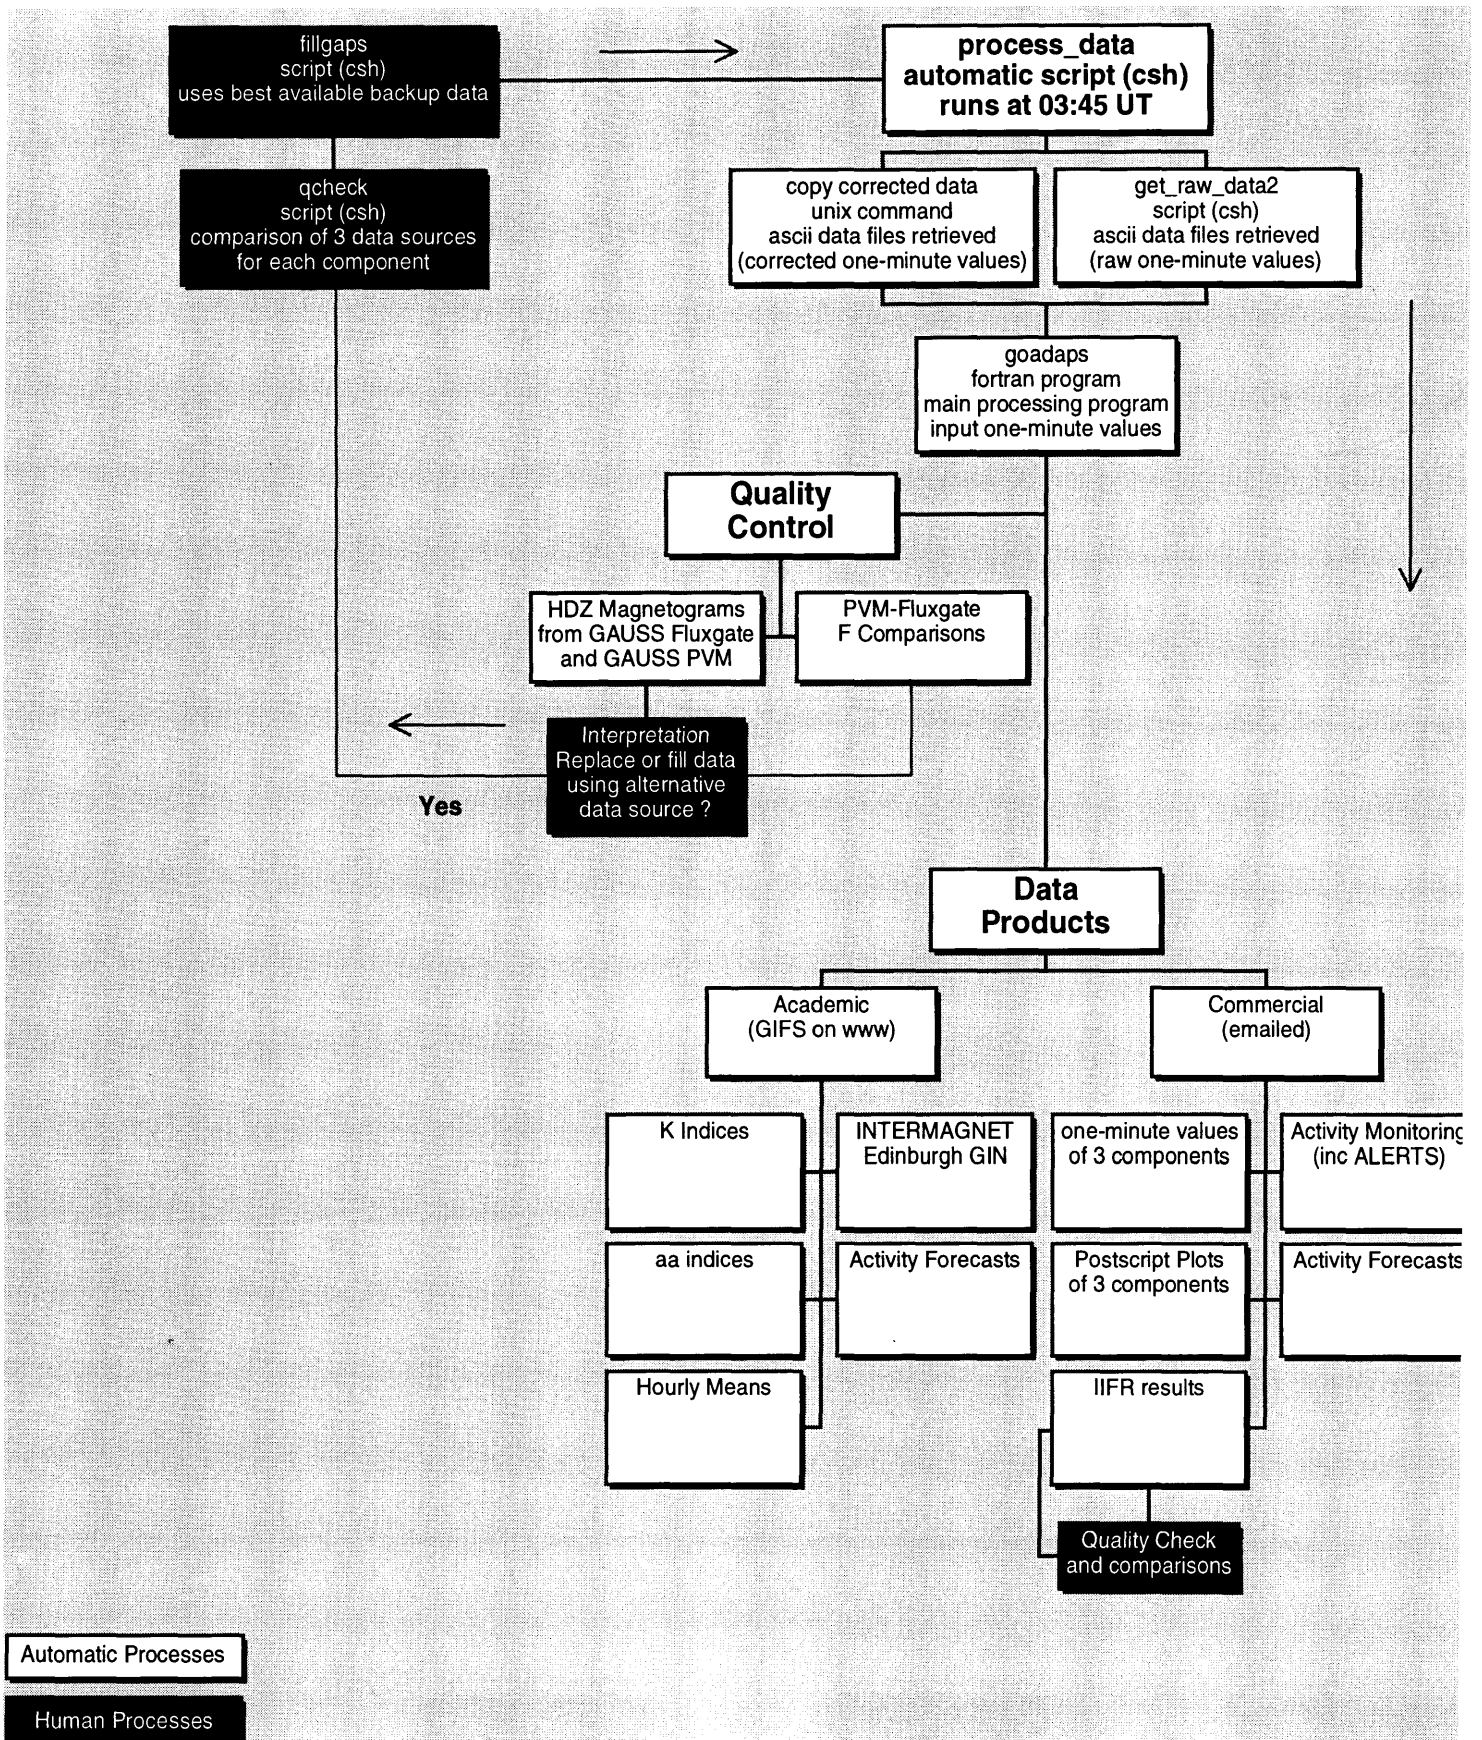 fillgaps
script (csh)
uses best available backup data
process_data
automatic script (csh)
runs at 03:45 UT
qcheck
script (csh)
comparison of 3 data sources
for each component
copy corrected data
unix command
ascii data files retrieved
(corrected one-minute values)
get_raw_data2
script (csh)
ascii data files retrieved
(raw one-minute values)
goadaps
fortran program
main processing program
input one-minute values
Quality
Control
HDZ Magnetograms
from GAUSS Fluxgate
and GAUSS PVM
PVM-Fluxgate
F Comparisons
Interpretation
Replace or fill data
using alternative
data source ?
Yes
Data
Products
Academic
(GIFS on www)
Commercial
(emailed)
K Indices
INTERMAGNET
Edinburgh GIN
one-minute values
of 3 components
Activity Monitoring
(inc ALERTS)
aa indices
Activity Forecasts
Postscript Plots
of 3 components
Activity Forecasts
Hourly Means
IIFR results
Quality Check
and comparisons
Automatic Processes
Human Processes